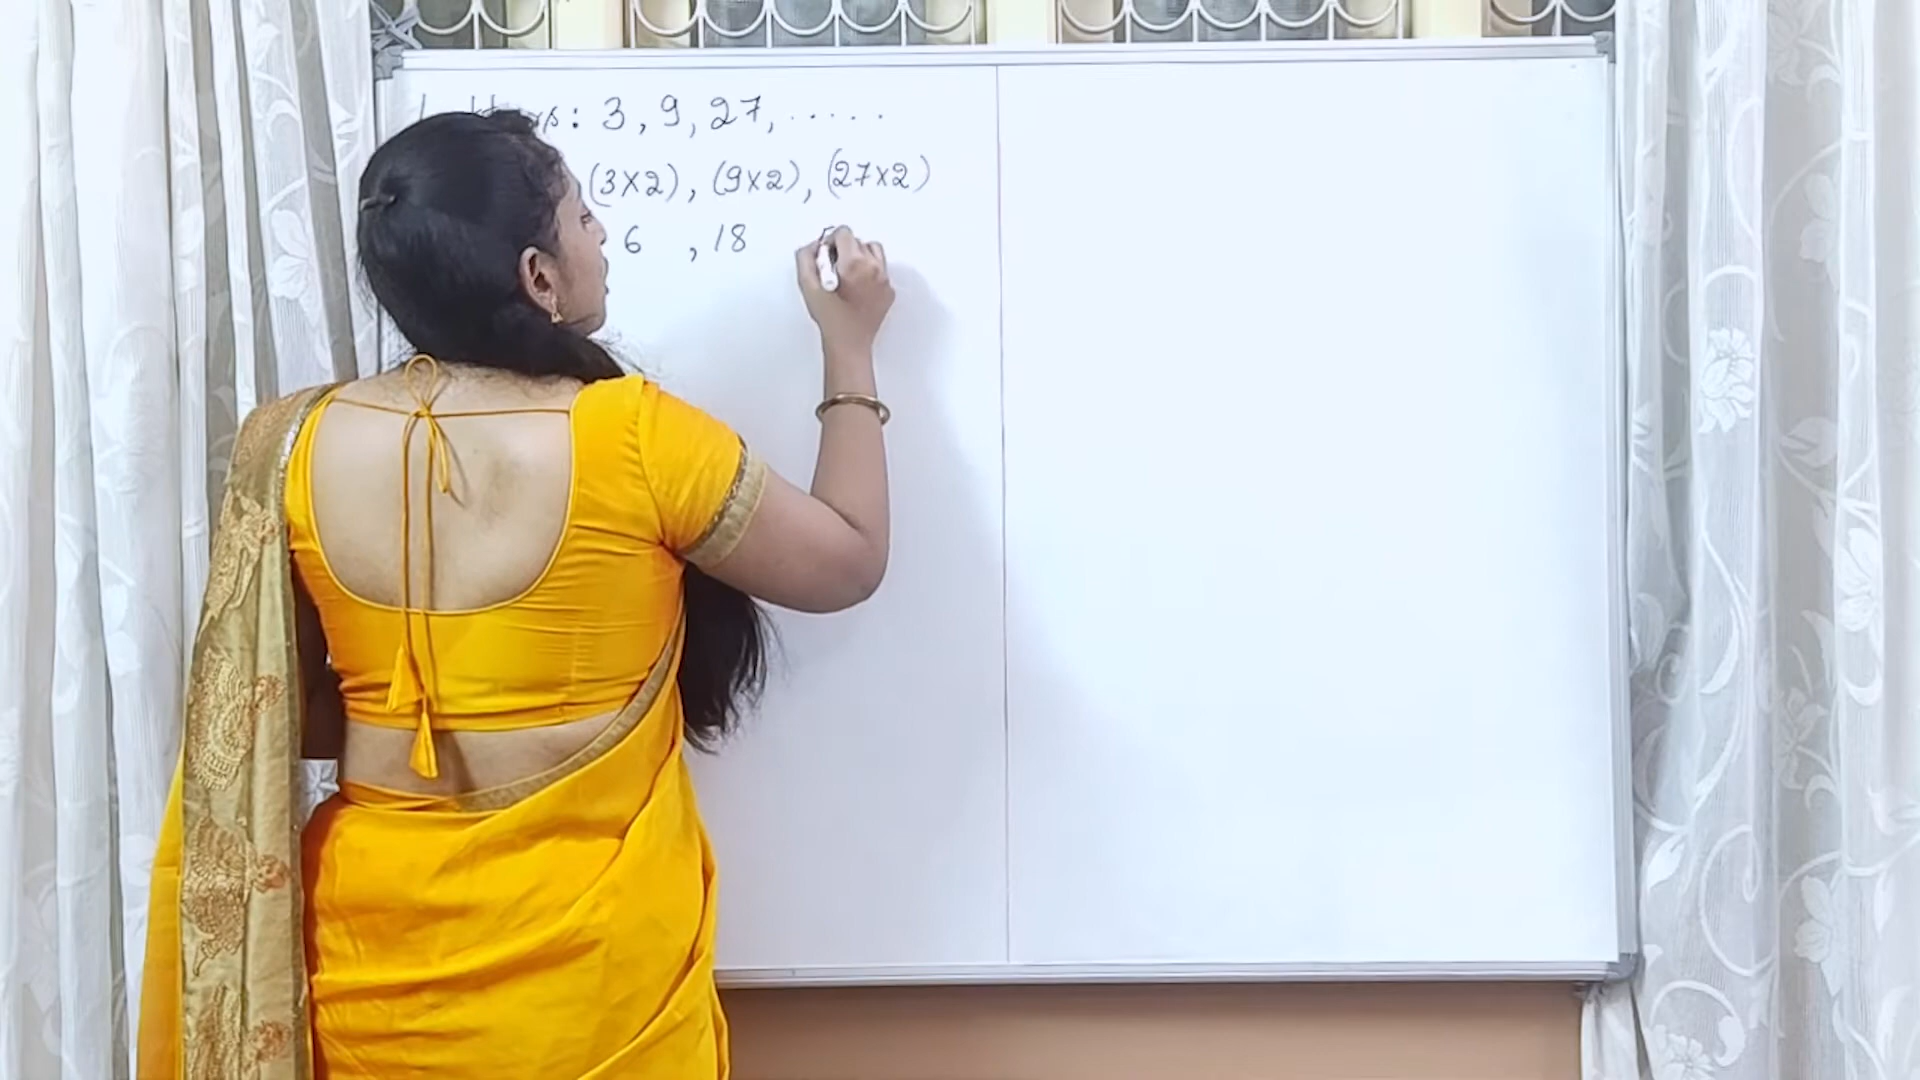 : 3, 9, 27, .....
(3×2), (9×2), (27×2)
6 , 18